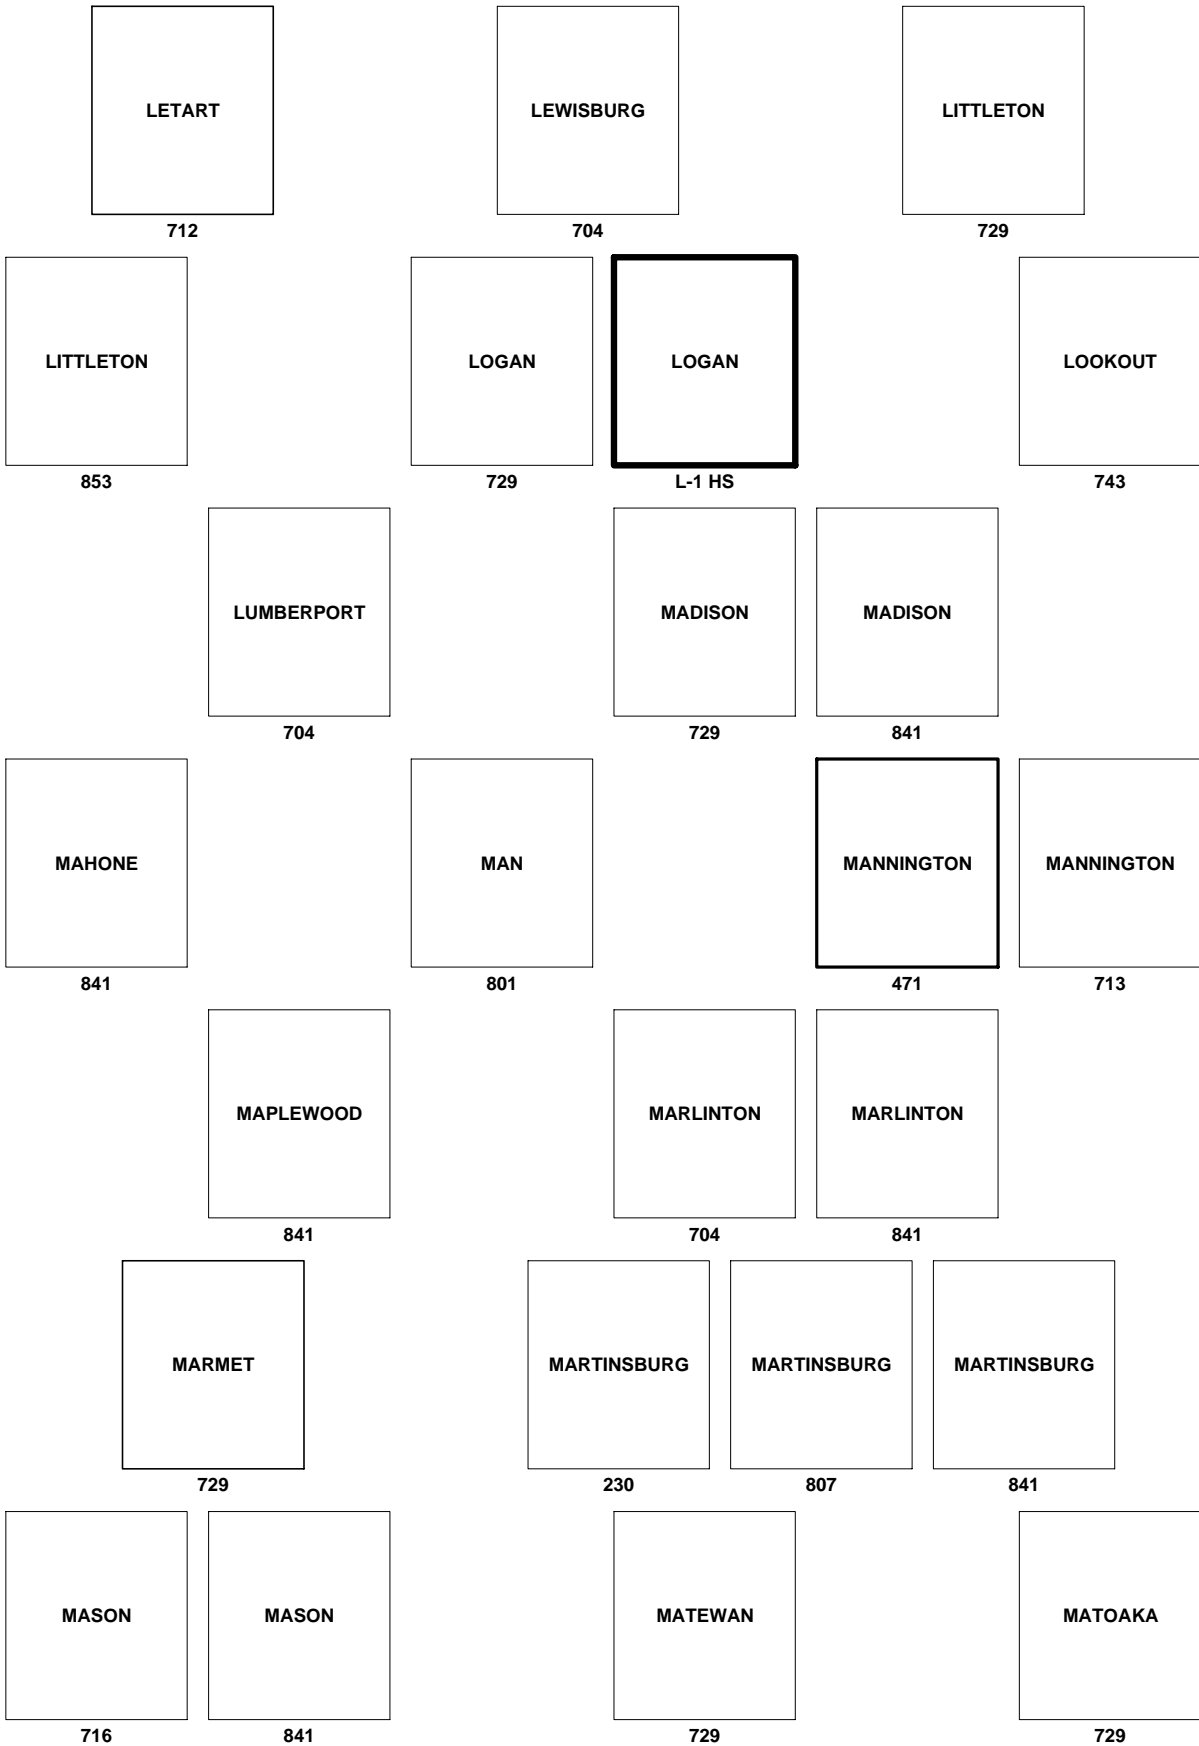 LETART
LEWISBURG
LITTLETON
712
704
729
LITTLETON
LOGAN
LOGAN
LOOKOUT
853
729
L-1 HS
743
LUMBERPORT
MADISON
MADISON
704
729
841
MAHONE
MAN
MANNINGTON
MANNINGTON
841
801
471
713
MAPLEWOOD
MARLINTON
MARLINTON
841
704
841
MARMET
MARTINSBURG
MARTINSBURG
MARTINSBURG
729
230
807
841
MASON
MASON
MATEWAN
MATOAKA
716
841
729
729